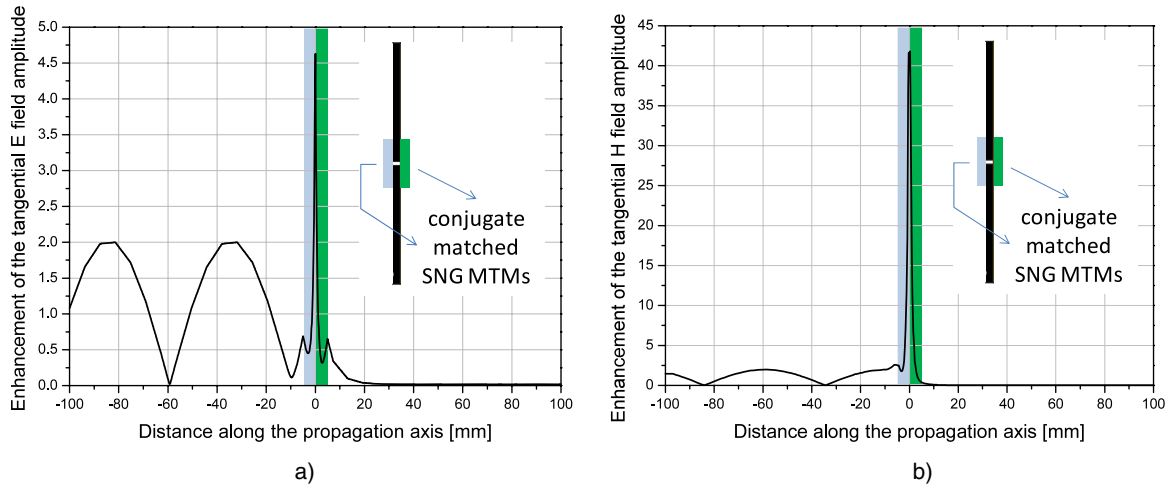 Enhancement of the tangential E field amplitude
5.0
4.5
4.0
3.5
3.0
2.5
2.0
1.5
1.0
0.5
0.0
-100 -80 -60 -40 -20 0 20 40 60 80 100
Distance along the propagation axis [mm]
conjugate
matched
SNG MTMs
a)
Enhancement of the tangential H field amplitude
45
40
35
30
25
20
15
10
5
0
-100 -80 -60 -40 -20 0 20 40 60 80 100
Distance along the propagation axis [mm]
conjugate
matched
SNG MTMs
b)